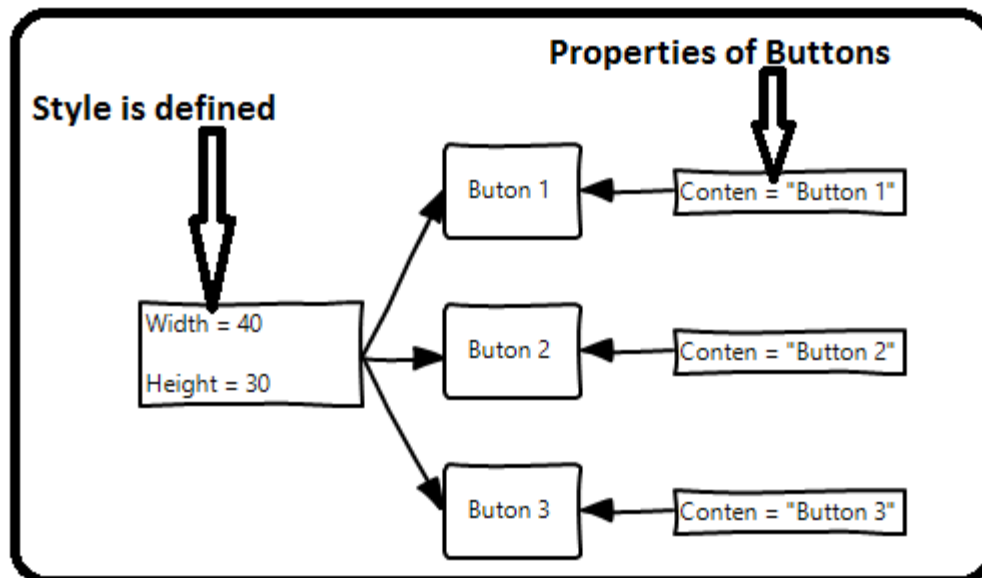 Properties of Buttons
Style is defined
Buton 1
Conten = "Button 1"
Width = 40
Height = 30
Buton 2
Conten = "Button 2"
Buton 3
Conten = "Button 3"